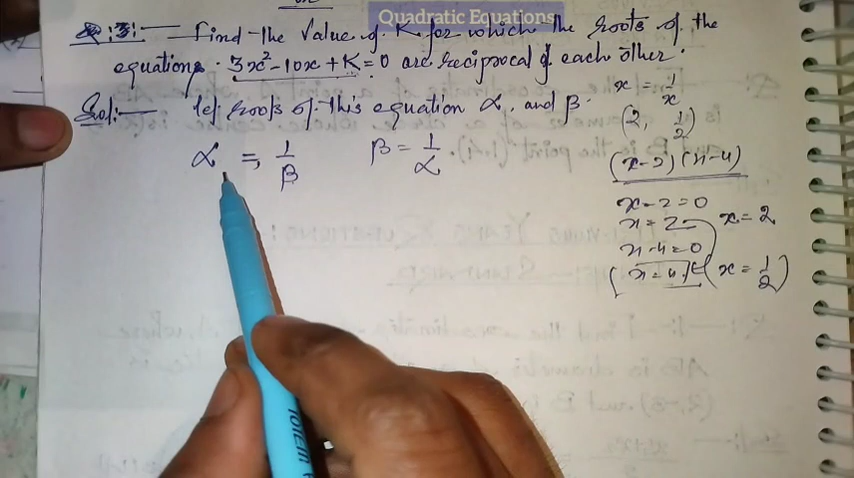 Quadratic Equations
Q:3:— Find the value of K for which the roots of the
equations 3x²-10x+K=0 are reciprocal of each other.
Sol:— let roots of this equation α, and β.
α =, 1/β β = 1/α
x = 1/x
(2, 1/2)
(x-2)(x-4)
x-2=0
x=2 x=2
x-4=0
x=4 x=1/2